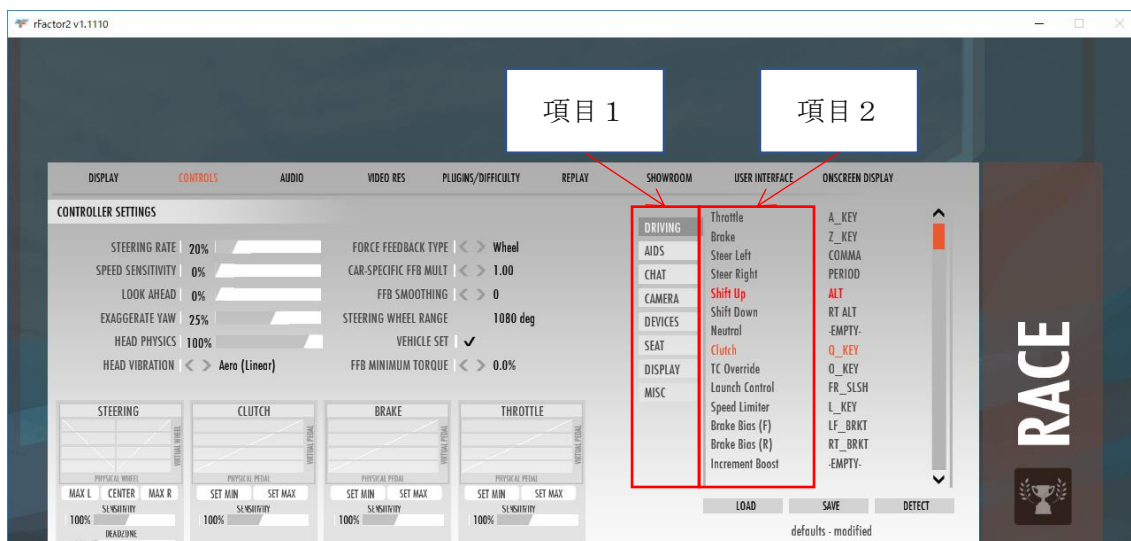 rFactor2 v1.1110
項目1
項目2
DISPLAY CONTROLS AUDIO VIDEO RES PLUGINS/DIFFICULTY REPLAY SHOWROOM USER INTERFACE ONSCREEN DISPLAY
CONTROLLER SETTINGS
STEERING RATE 20%
SPEED SENSITIVITY 0%
LOOK AHEAD 0%
EXAGGERATE YAW 25%
HEAD PHYSICS 100%
HEAD VIBRATION Aero (Linear)
FORCE FEEDBACK TYPE Wheel
CAR-SPECIFIC FFB MULT 1.00
FFB SMOOTHING 0
STEERING WHEEL RANGE 1080 deg
VEHICLE SET
FFB MINIMUM TORQUE 0.0%
STEERING
VIRTUAL WHEEL
PHYSICAL WHEEL
MAX L CENTER MAX R
SENSITIVITY
100%
DEADZONE
CLUTCH
VIRTUAL PEDAL
PHYSICAL PEDAL
SET MIN SET MAX
SENSITIVITY
100%
BRAKE
VIRTUAL PEDAL
PHYSICAL PEDAL
SET MIN SET MAX
SENSITIVITY
100%
THROTTLE
VIRTUAL PEDAL
PHYSICAL PEDAL
SET MIN SET MAX
SENSITIVITY
100%
DRIVING
AIDS
CHAT
CAMERA
DEVICES
SEAT
DISPLAY
MISC
Throttle A_KEY
Brake Z_KEY
Steer Left COMMA
Steer Right PERIOD
Shift Up ALT
Shift Down RT ALT
Neutral -EMPTY-
Clutch Q_KEY
TC Override O_KEY
Launch Control FR_SLSH
Speed Limiter L_KEY
Brake Bias (F) LF_BRKT
Brake Bias (R) RT_BRKT
Increment Boost -EMPTY-
LOAD SAVE DETECT
defaults - modified
RACE